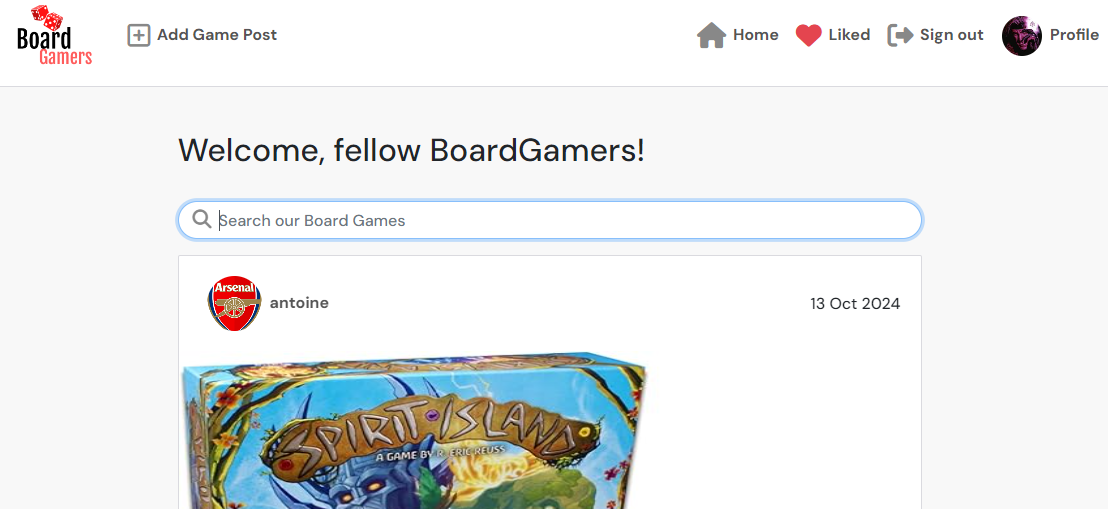 Board
Gamers
Add Game Post
Home
Liked
Sign out
Profile
Welcome, fellow BoardGamers!
Search our Board Games
Arsenal
antoine
13 Oct 2024
SPIRIT ISLAND
A GAME BY R. ERIC REUSS